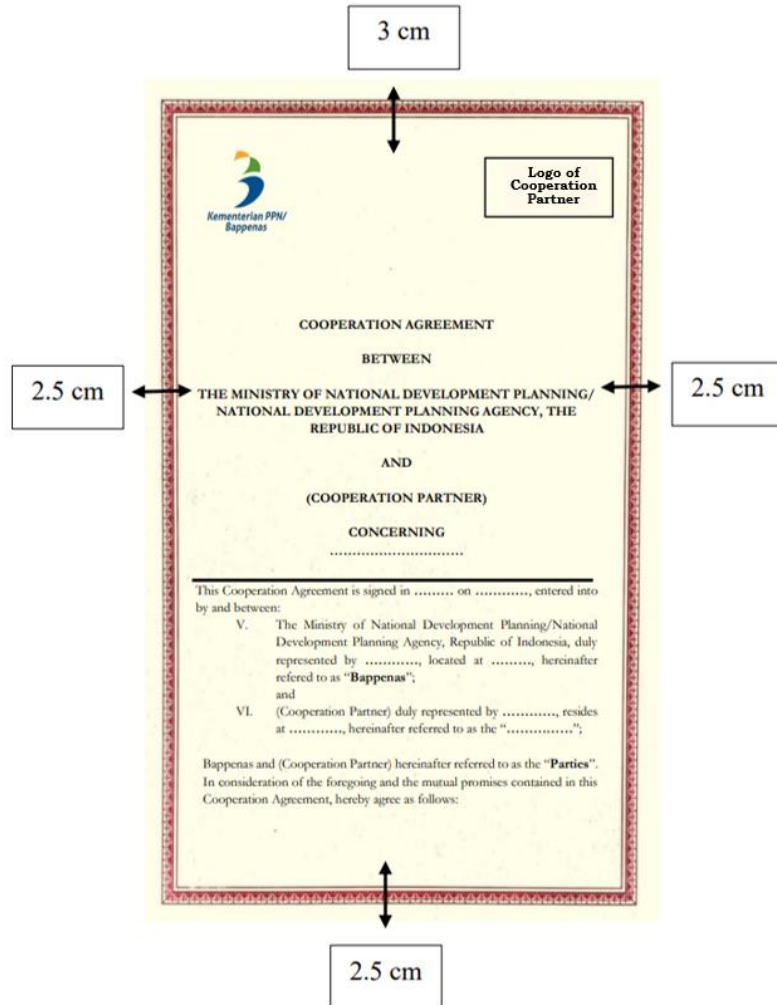 3 cm
Kementerian PPN/
Bappenas
Logo of
Cooperation
Partner
COOPERATION AGREEMENT
BETWEEN
2.5 cm
2.5 cm
THE MINISTRY OF NATIONAL DEVELOPMENT PLANNING/
NATIONAL DEVELOPMENT PLANNING AGENCY, THE
REPUBLIC OF INDONESIA
AND
(COOPERATION PARTNER)
CONCERNING
..............................
This Cooperation Agreement is signed in ......... on ............, entered into
by and between:
V. The Ministry of National Development Planning/National
Development Planning Agency, Republic of Indonesia, duly
represented by ............, located at ........., hereinafter
refered to as “Bappenas”;
and
VI. (Cooperation Partner) duly represented by ............, resides
at ............, hereinafter referred to as the “...............”;
Bappenas and (Cooperation Partner) hereinafter referred to as the “Parties”.
In consideration of the foregoing and the mutual promises contained in this
Cooperation Agreement, hereby agree as follows:
2.5 cm